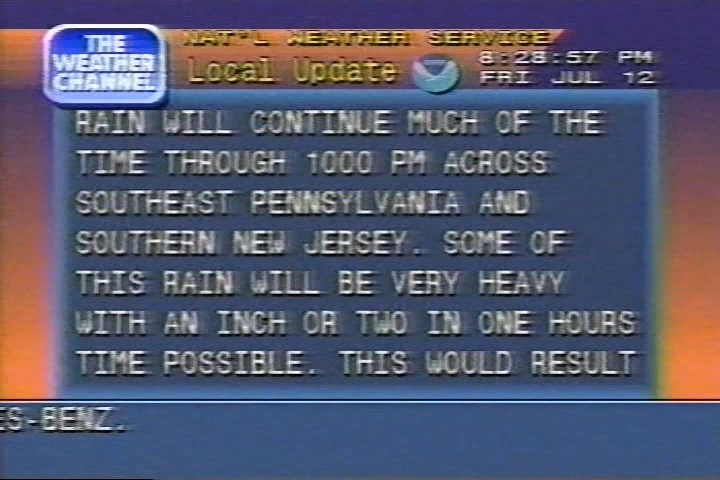 THE
WEATHER
CHANNEL
NAT'L WEATHER SERVICE
Local Update
8:28:57 PM
FRI JUL 12
RAIN WILL CONTINUE MUCH OF THE
TIME THROUGH 1000 PM ACROSS
SOUTHEAST PENNSYLVANIA AND
SOUTHERN NEW JERSEY. SOME OF
THIS RAIN WILL BE VERY HEAVY
WITH AN INCH OR TWO IN ONE HOURS
TIME POSSIBLE. THIS WOULD RESULT
ES-BENZ.